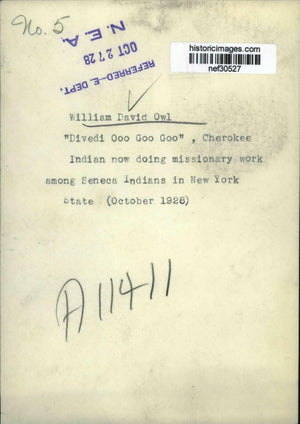 No. 5
N. E. A.
OCT 27 28
REFERRED-E. DEPT.
historicimages.com
nef30527
William David Owl
"Divedi Ooo Goo Goo" , Cherokee
Indian now doing missionary work
among Seneca Indians in New York
State (October 1928)
A11411